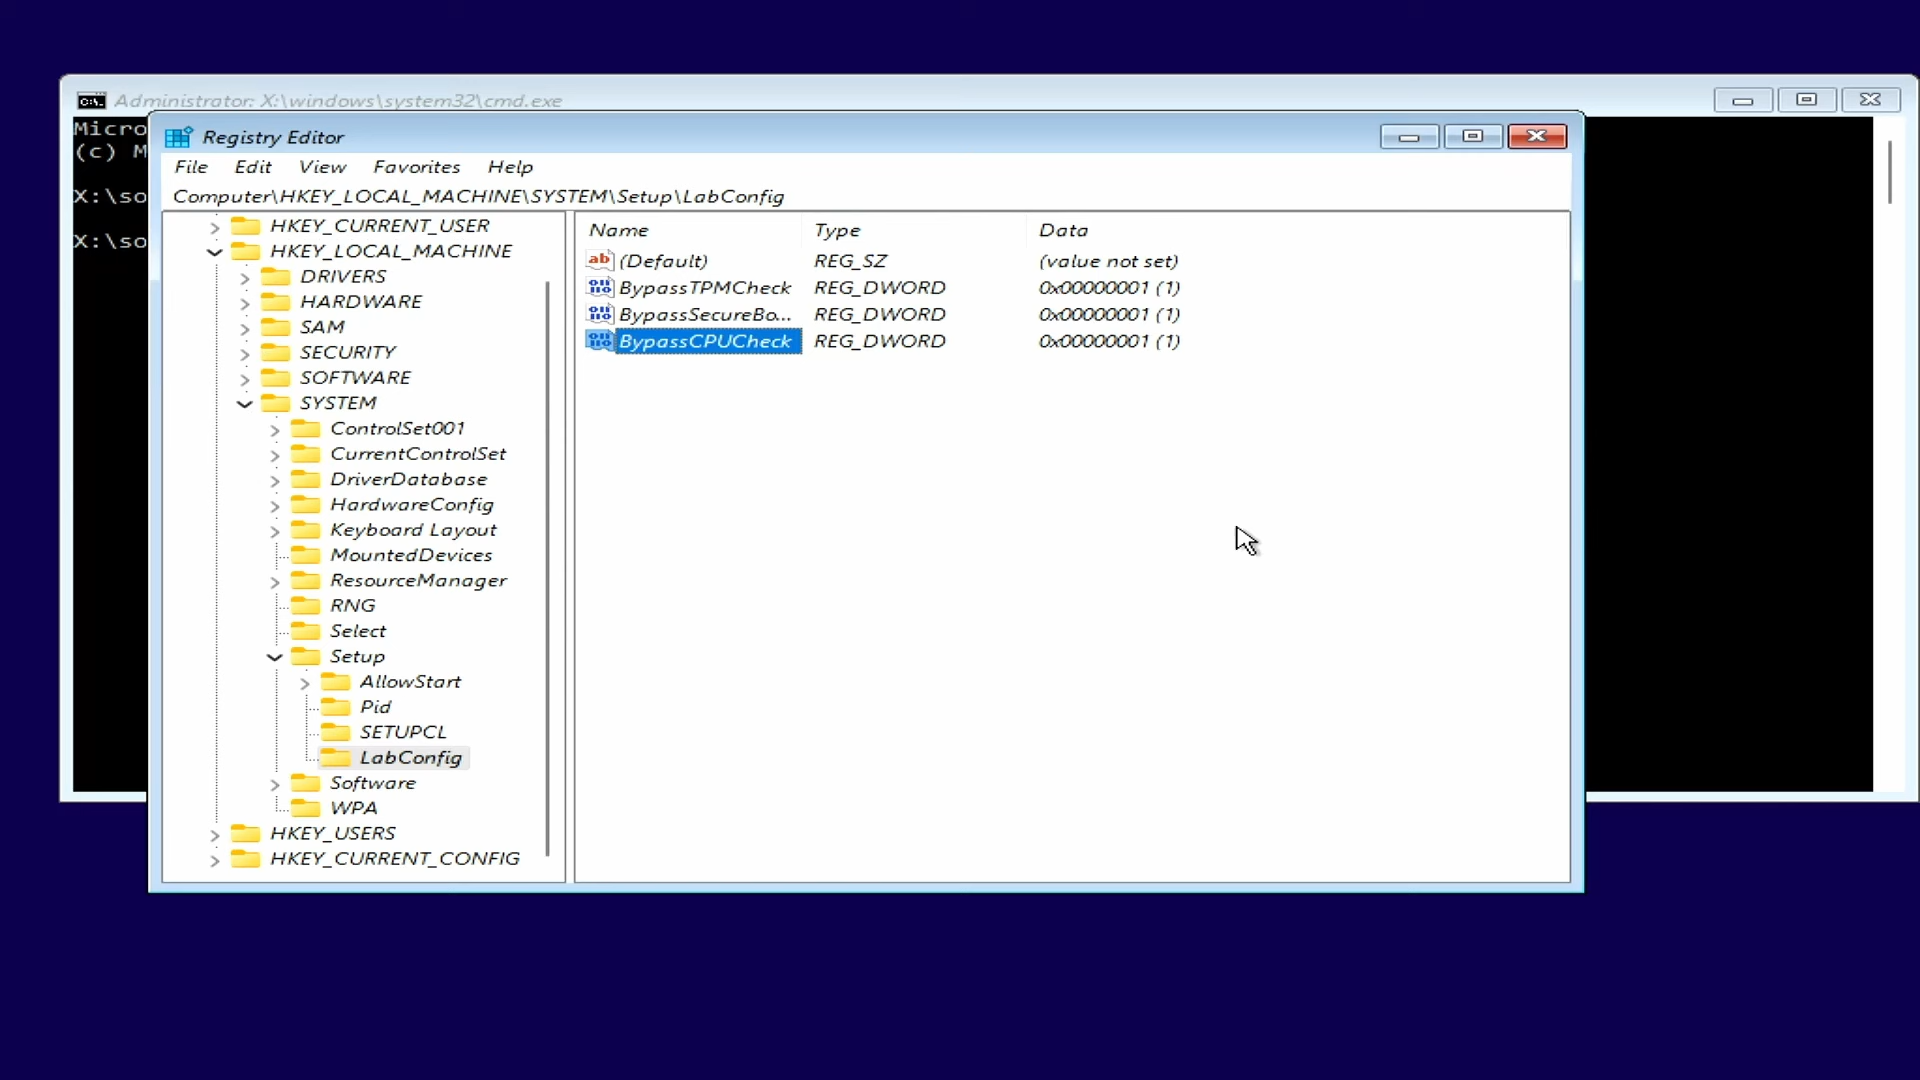 Administrator: X:\windows\system32\cmd.exe
Micro
(c) M
X:\so
X:\so
Registry Editor
File Edit View Favorites Help
Computer\HKEY_LOCAL_MACHINE\SYSTEM\Setup\LabConfig
HKEY_CURRENT_USER
HKEY_LOCAL_MACHINE
DRIVERS
HARDWARE
SAM
SECURITY
SOFTWARE
SYSTEM
ControlSet001
CurrentControlSet
DriverDatabase
HardwareConfig
Keyboard Layout
MountedDevices
ResourceManager
RNG
Select
Setup
AllowStart
Pid
SETUPCL
LabConfig
Software
WPA
HKEY_USERS
HKEY_CURRENT_CONFIG
Name Type Data
(Default) REG_SZ (value not set)
BypassTPMCheck REG_DWORD 0x00000001 (1)
BypassSecureBo... REG_DWORD 0x00000001 (1)
BypassCPUCheck REG_DWORD 0x00000001 (1)